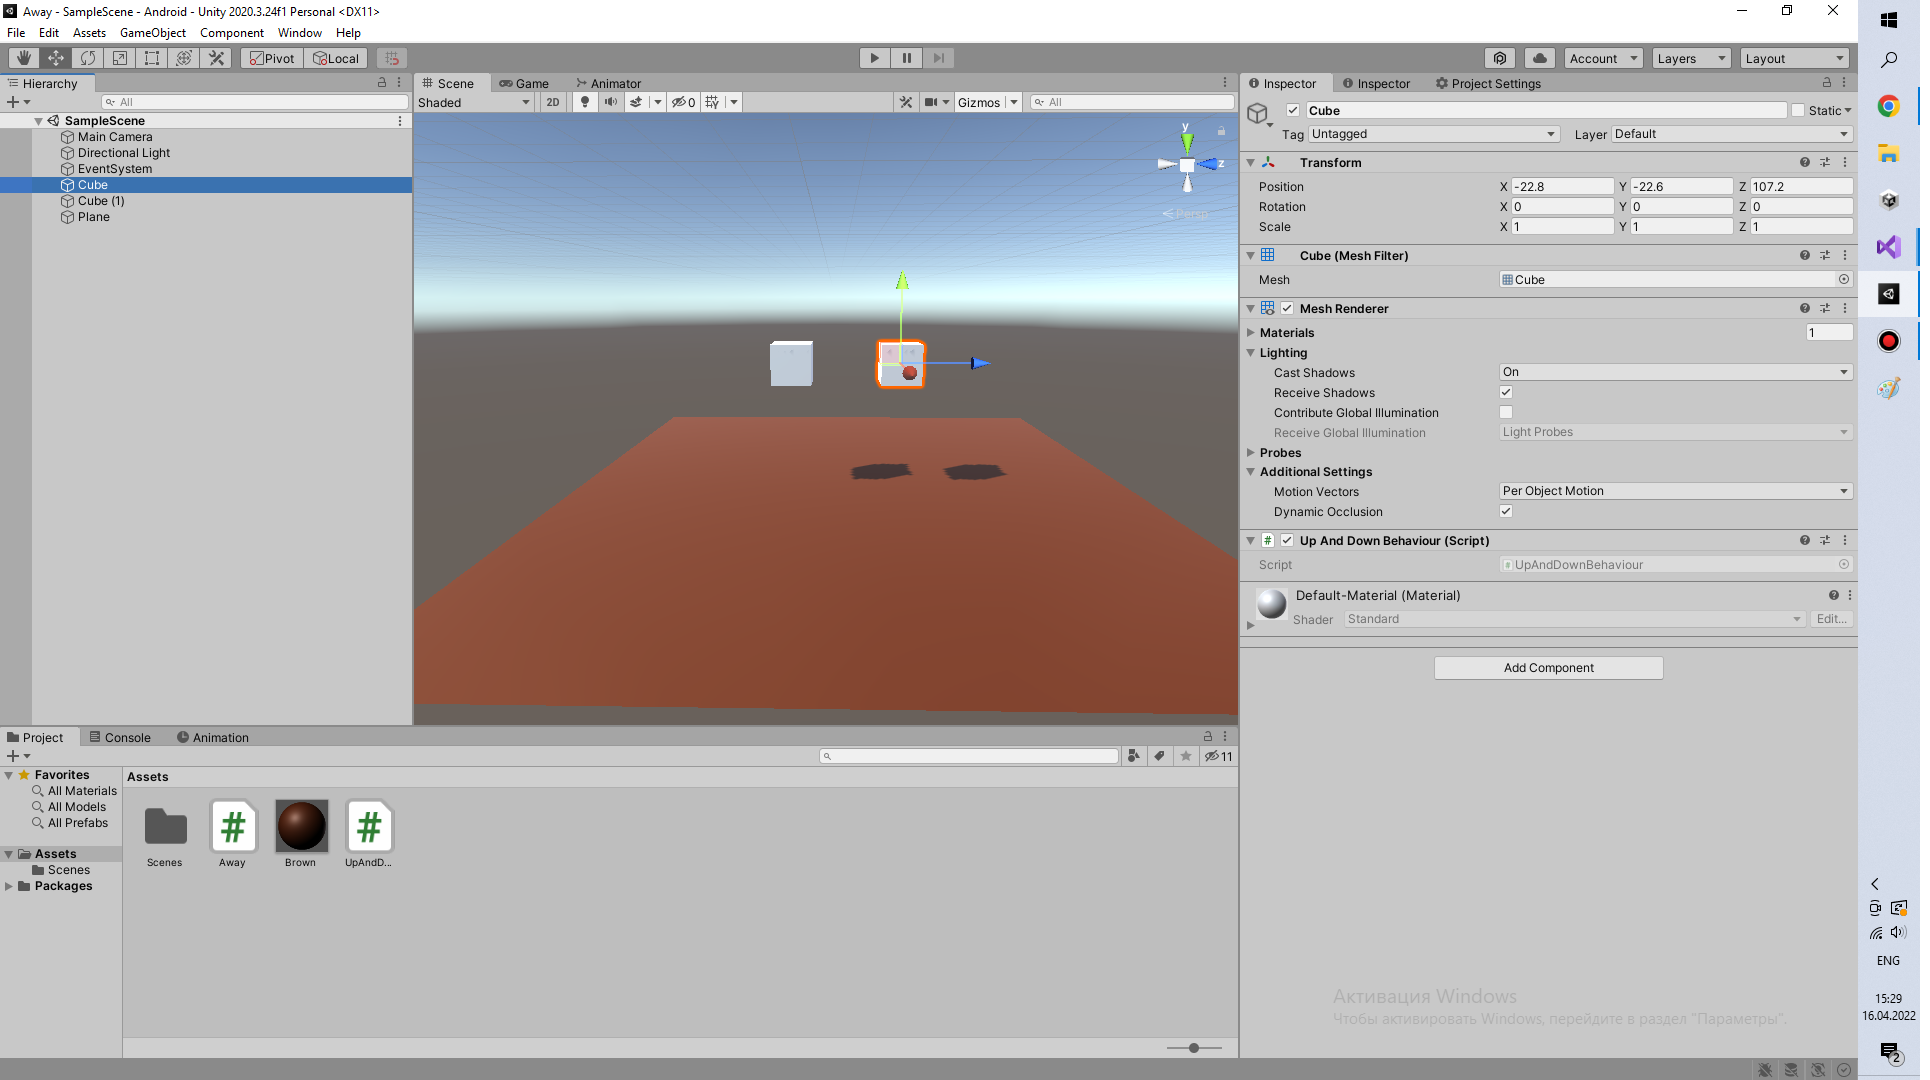 Away - SampleScene - Android - Unity 2020.3.24f1 Personal <DX11>
File Edit Assets GameObject Component Window Help
Pivot Local Account Layers Layout
Hierarchy
All
SampleScene
Main Camera
Directional Light
EventSystem
Cube
Cube (1)
Plane
Scene Game Animator
Shaded 2D 0 Gizmos All
y
z
Persp
Inspector Inspector Project Settings
Cube Static
Tag Untagged Layer Default
Transform
Position X -22.8 Y -22.6 Z 107.2
Rotation X 0 Y 0 Z 0
Scale X 1 Y 1 Z 1
Cube (Mesh Filter)
Mesh Cube
Mesh Renderer
Materials 1
Lighting
Cast Shadows On
Receive Shadows
Contribute Global Illumination
Receive Global Illumination Light Probes
Probes
Additional Settings
Motion Vectors Per Object Motion
Dynamic Occlusion
# Up And Down Behaviour (Script)
Script # UpAndDownBehaviour
Default-Material (Material)
Shader Standard Edit...
Add Component
Project Console Animation
11
Favorites
All Materials
All Models
All Prefabs
Assets
Scenes
Packages
Assets
# #
Scenes Away Brown UpAndD...
Активация Windows
Чтобы активировать Windows, перейдите в раздел "Параметры".
ENG
15:29
16.04.2022
2